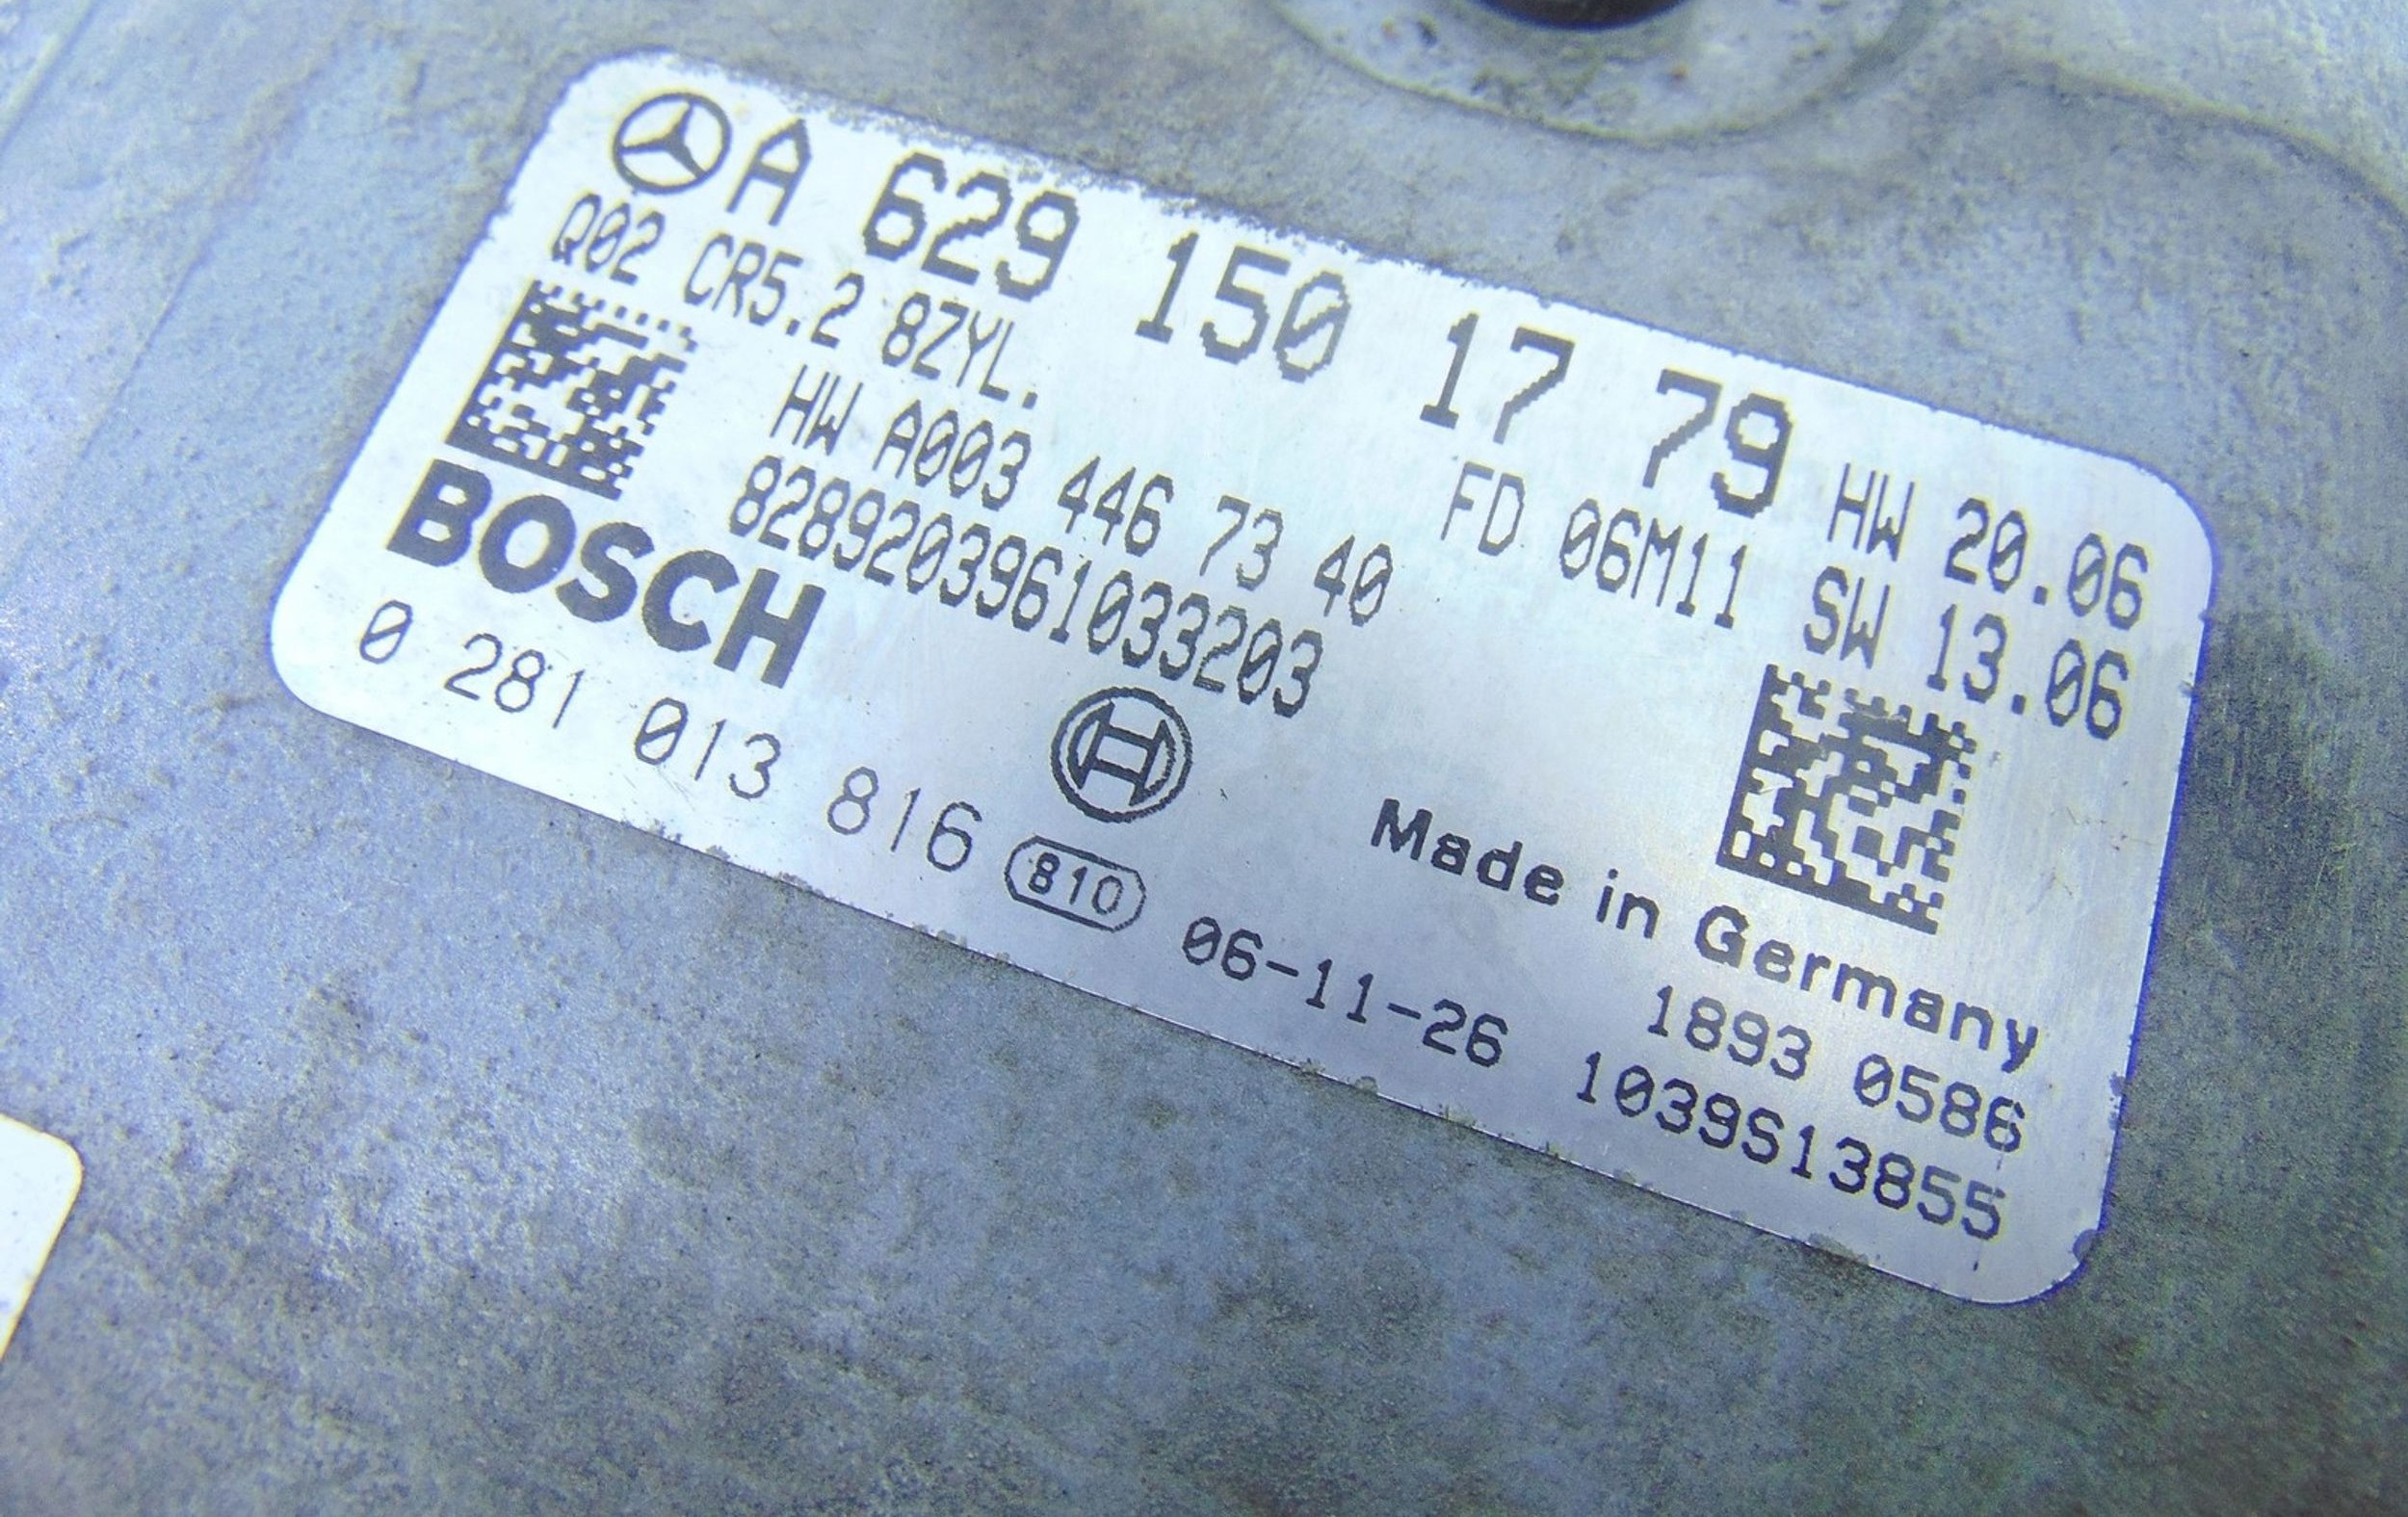 A 629 150 17 79 HW 20.06
Q02 CR5.2 8ZYL. FD 06M11 SW 13.06
HW A003 446 73 40
8289203961033203
BOSCH
0 281 013 816 810 06-11-26 1039S13855
Made in Germany
1893 0586